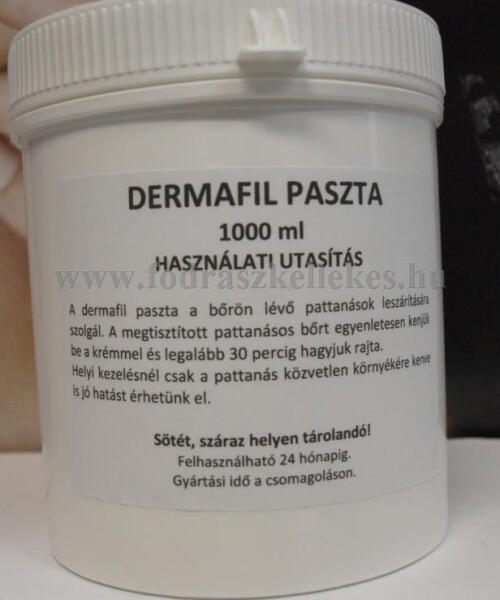 DERMAFIL PASZTA
1000 ml
HASZNÁLATI UTASÍTÁS
www.fodraszkellekes.hu
A dermafil paszta a bőrön lévő pattanások leszárítására
szolgál. A megtisztított pattanásos bőrt egyenletesen kenjük
be a krémmel és legalább 30 percig hagyjuk rajta.
Helyi kezelésnél csak a pattanás közvetlen környékére kenve
is jó hatást érhetünk el.
Sötét, száraz helyen tárolandó!
Felhasználható 24 hónapig.
Gyártási idő a csomagoláson.